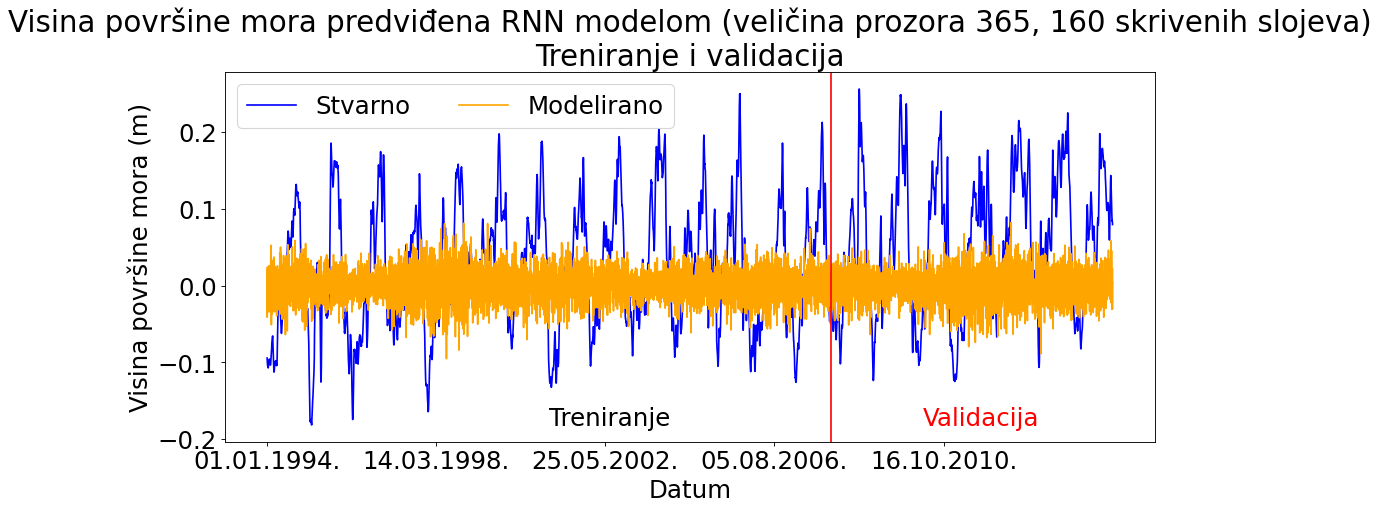 Visina površine mora predviđena RNN modelom (veličina prozora 365, 160 skrivenih slojeva)
Treniranje i validacija
Stvarno
Modelirano
Visina površine mora (m)
0.2
0.1
0.0
−0.1
−0.2
Treniranje
Validacija
01.01.1994.
14.03.1998.
25.05.2002.
05.08.2006.
16.10.2010.
Datum